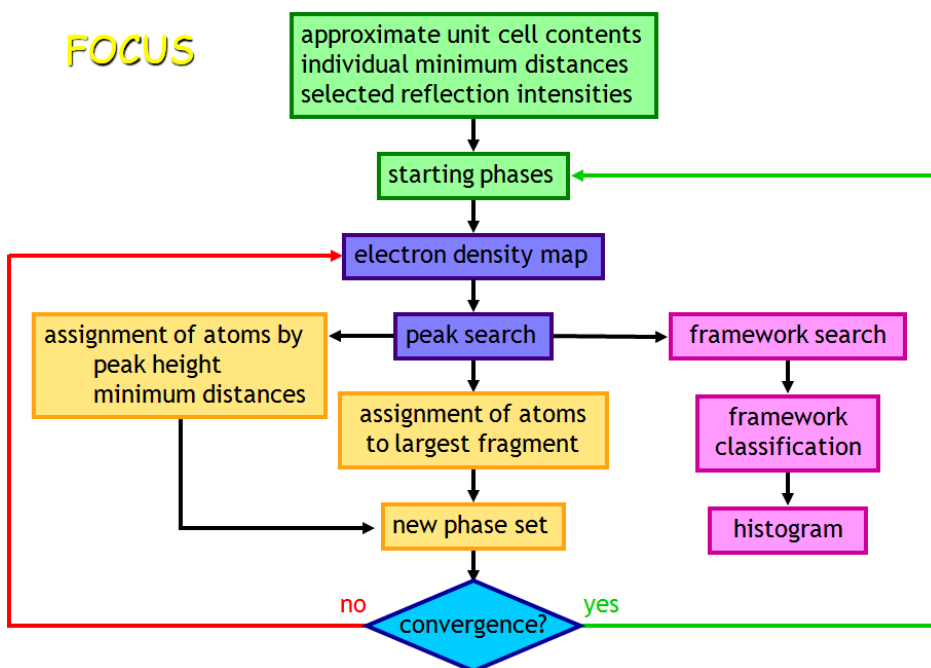 FOCUS
approximate unit cell contents
individual minimum distances
selected reflection intensities
starting phases
electron density map
assignment of atoms by
peak height
minimum distances
peak search
framework search
assignment of atoms
to largest fragment
framework
classification
new phase set
histogram
no
convergence?
yes